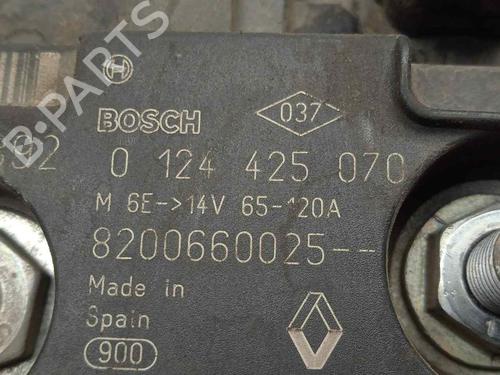 B-PARTS
BOSCH
037
0 124 425 070
M 6E->14V 65-120A
8200660025--
Made in
Spain
900